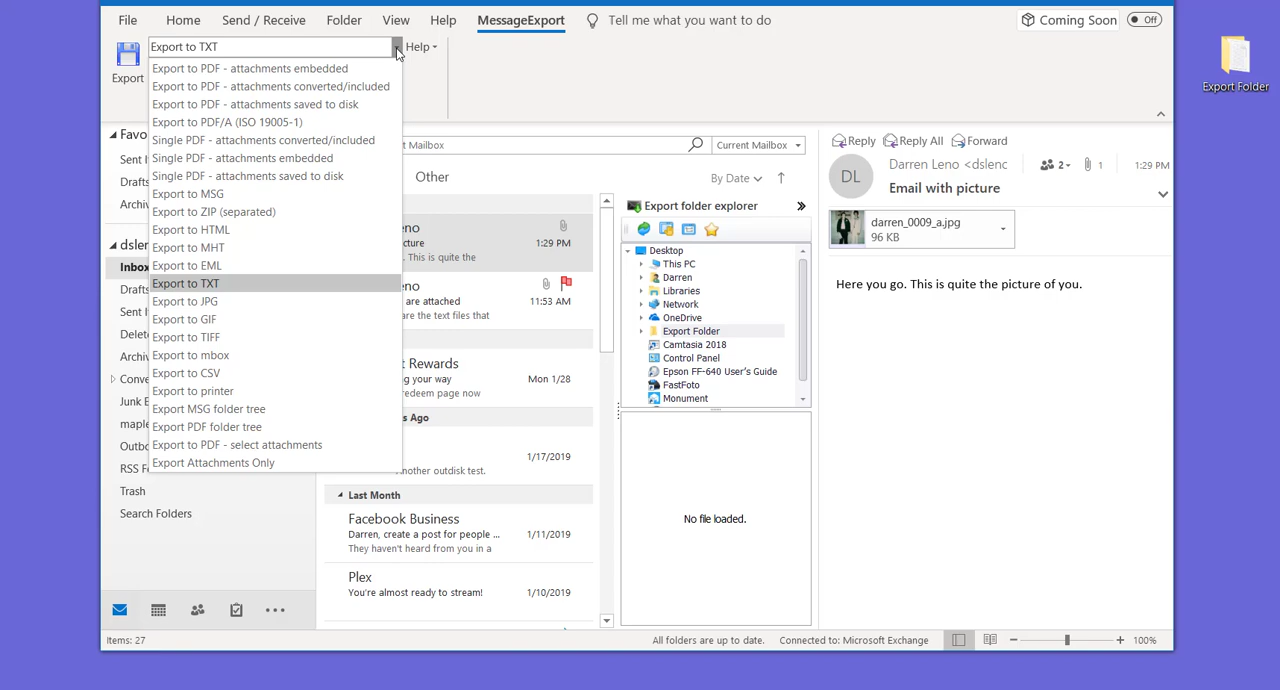 File Home Send / Receive Folder View Help MessageExport Tell me what you want to do Coming Soon Off
Export to TXT Help
Export
Export Folder
Export to PDF - attachments embedded
Export to PDF - attachments converted/included
Export to PDF - attachments saved to disk
Export to PDF/A (ISO 19005-1)
Single PDF - attachments converted/included
Single PDF - attachments embedded
Single PDF - attachments saved to disk
Export to MSG
Export to ZIP (separated)
Export to HTML
Export to MHT
Export to EML
Export to TXT
Export to JPG
Export to GIF
Export to TIFF
Export to mbox
Export to CSV
Export to printer
Export MSG folder tree
Export PDF folder tree
Export to PDF - select attachments
Export Attachments Only
Favo
Sent I
Drafts
Archiv
dsler
Inbox
Drafts
Sent I
Delet
Archiv
Conve
Junk E
maple
Outbo
RSS F
Trash
Search Folders
t Mailbox Current Mailbox
Other By Date
eno
cture 1:29 PM
. This is quite the
eno
are attached 11:53 AM
are the text files that
t Rewards
ng your way Mon 1/28
redeem page now
s Ago
1/17/2019
Another outdisk test.
Last Month
Facebook Business
Darren, create a post for people ... 1/11/2019
They haven't heard from you in a
Plex
You're almost ready to stream! 1/10/2019
Export folder explorer
Desktop
This PC
Darren
Libraries
Network
OneDrive
Export Folder
Camtasia 2018
Control Panel
Epson FF-640 User's Guide
FastFoto
Monument
No file loaded.
Reply Reply All Forward
DL
Darren Leno <dslenc 2 1 1:29 PM
Email with picture
darren_0009_a.jpg
96 KB
Here you go. This is quite the picture of you.
Items: 27 All folders are up to date. Connected to: Microsoft Exchange 100%